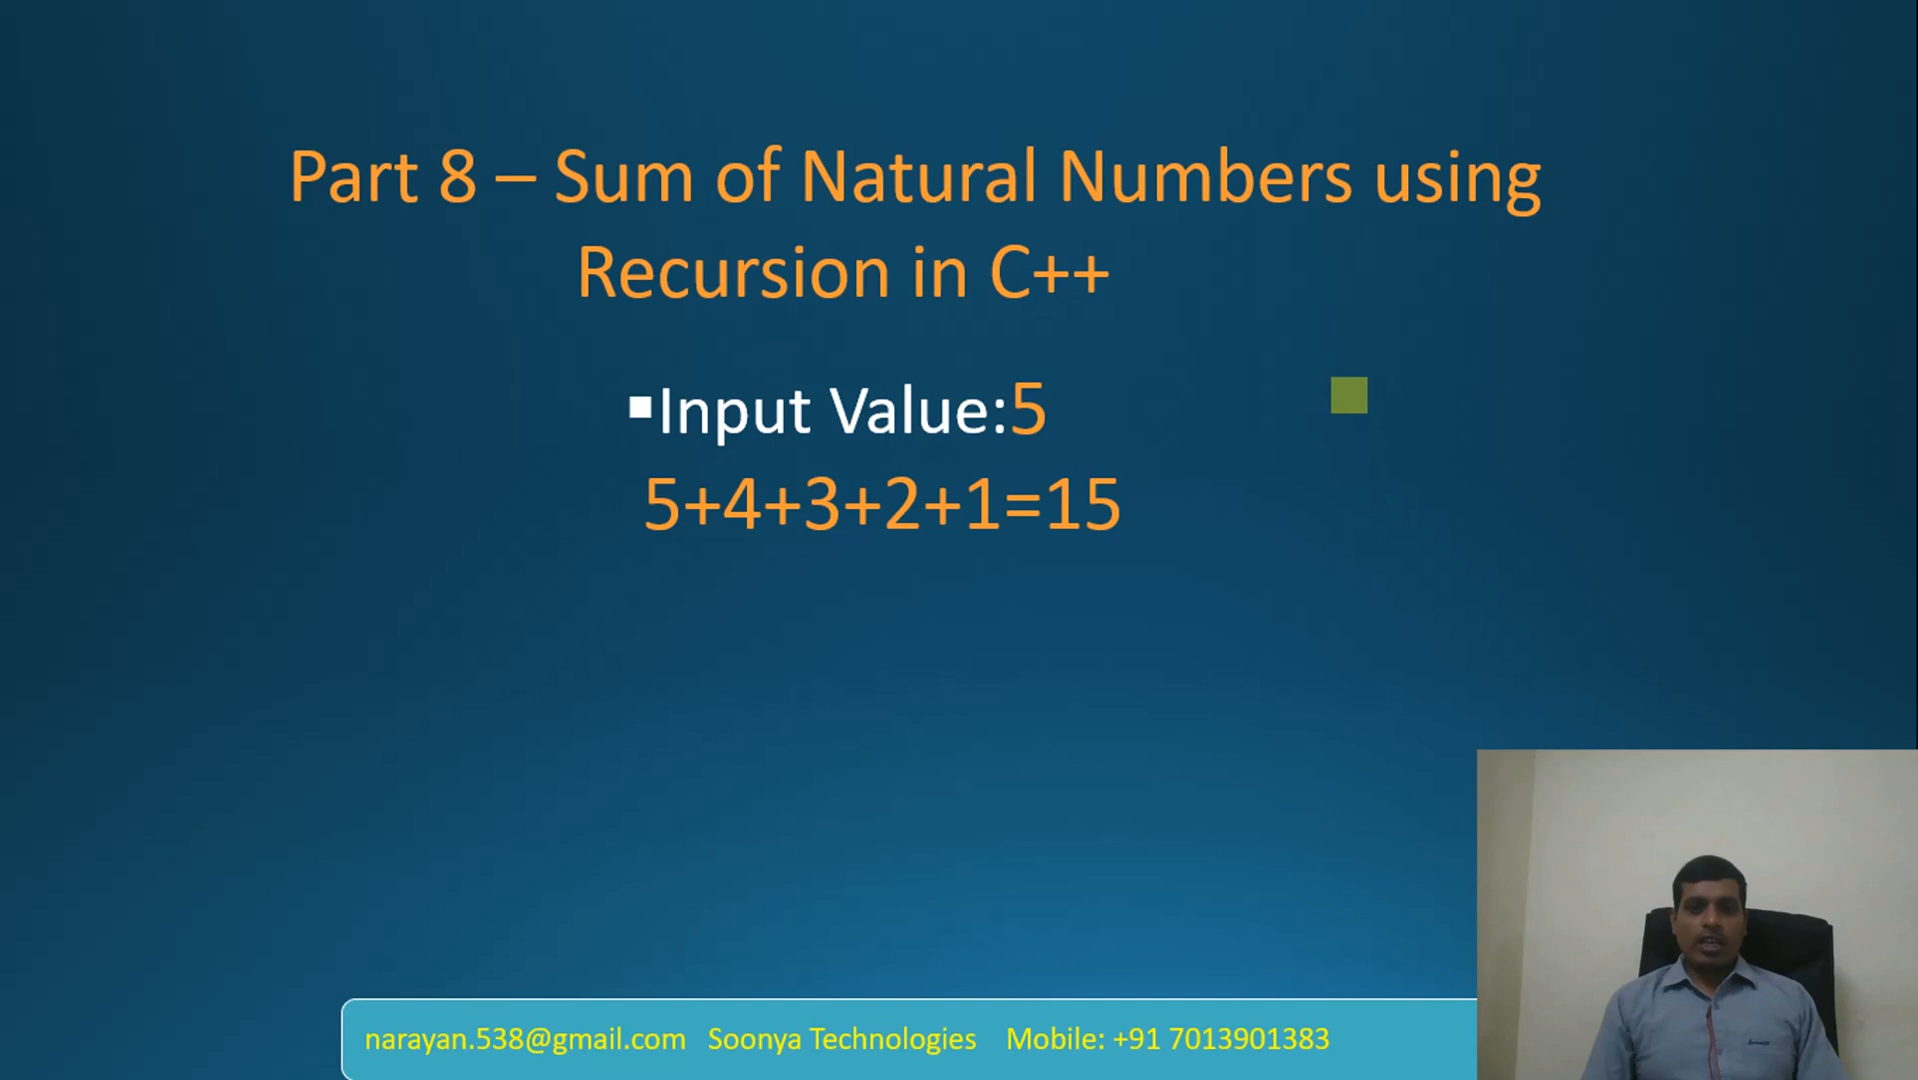 Part 8 – Sum of Natural Numbers using
Recursion in C++
Input Value:5
5+4+3+2+1=15
narayan.538@gmail.com Soonya Technologies Mobile: +91 7013901383